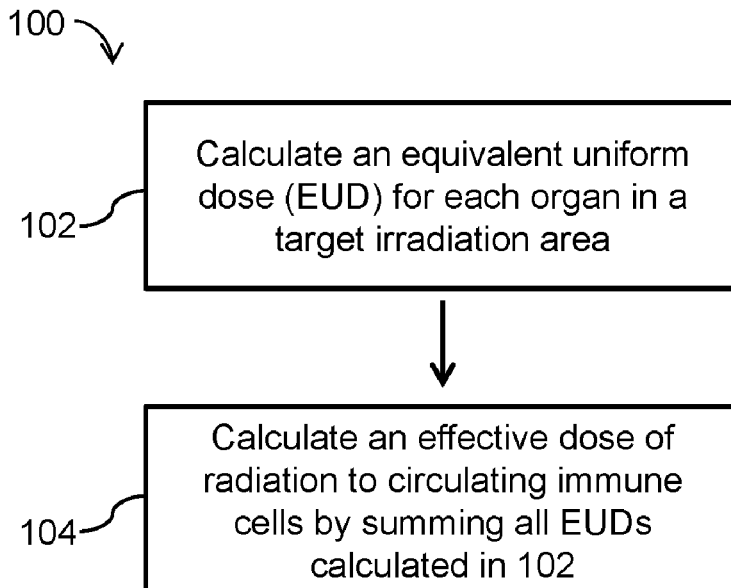 100
Calculate an equivalent uniform
dose (EUD) for each organ in a
target irradiation area
102
Calculate an effective dose of
radiation to circulating immune
cells by summing all EUDs
calculated in 102
104